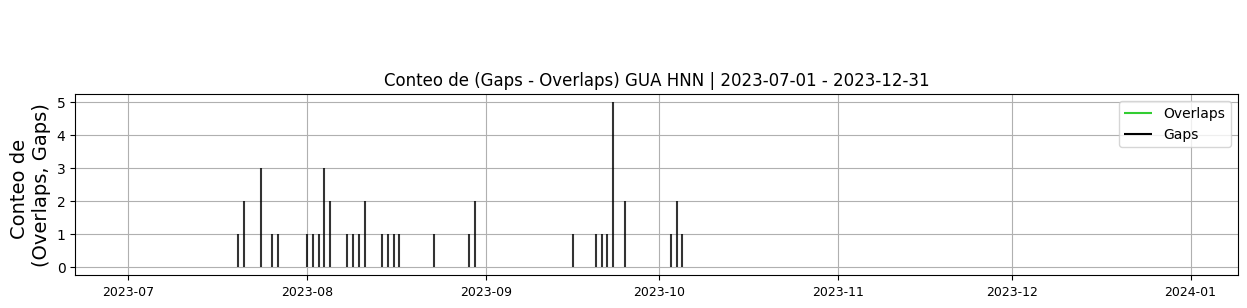 Conteo de (Gaps - Overlaps) GUA HNN | 2023-07-01 - 2023-12-31
Conteo de
(Overlaps, Gaps)
5
4
3
2
1
0
Overlaps
Gaps
2023-07 2023-08 2023-09 2023-10 2023-11 2023-12 2024-01